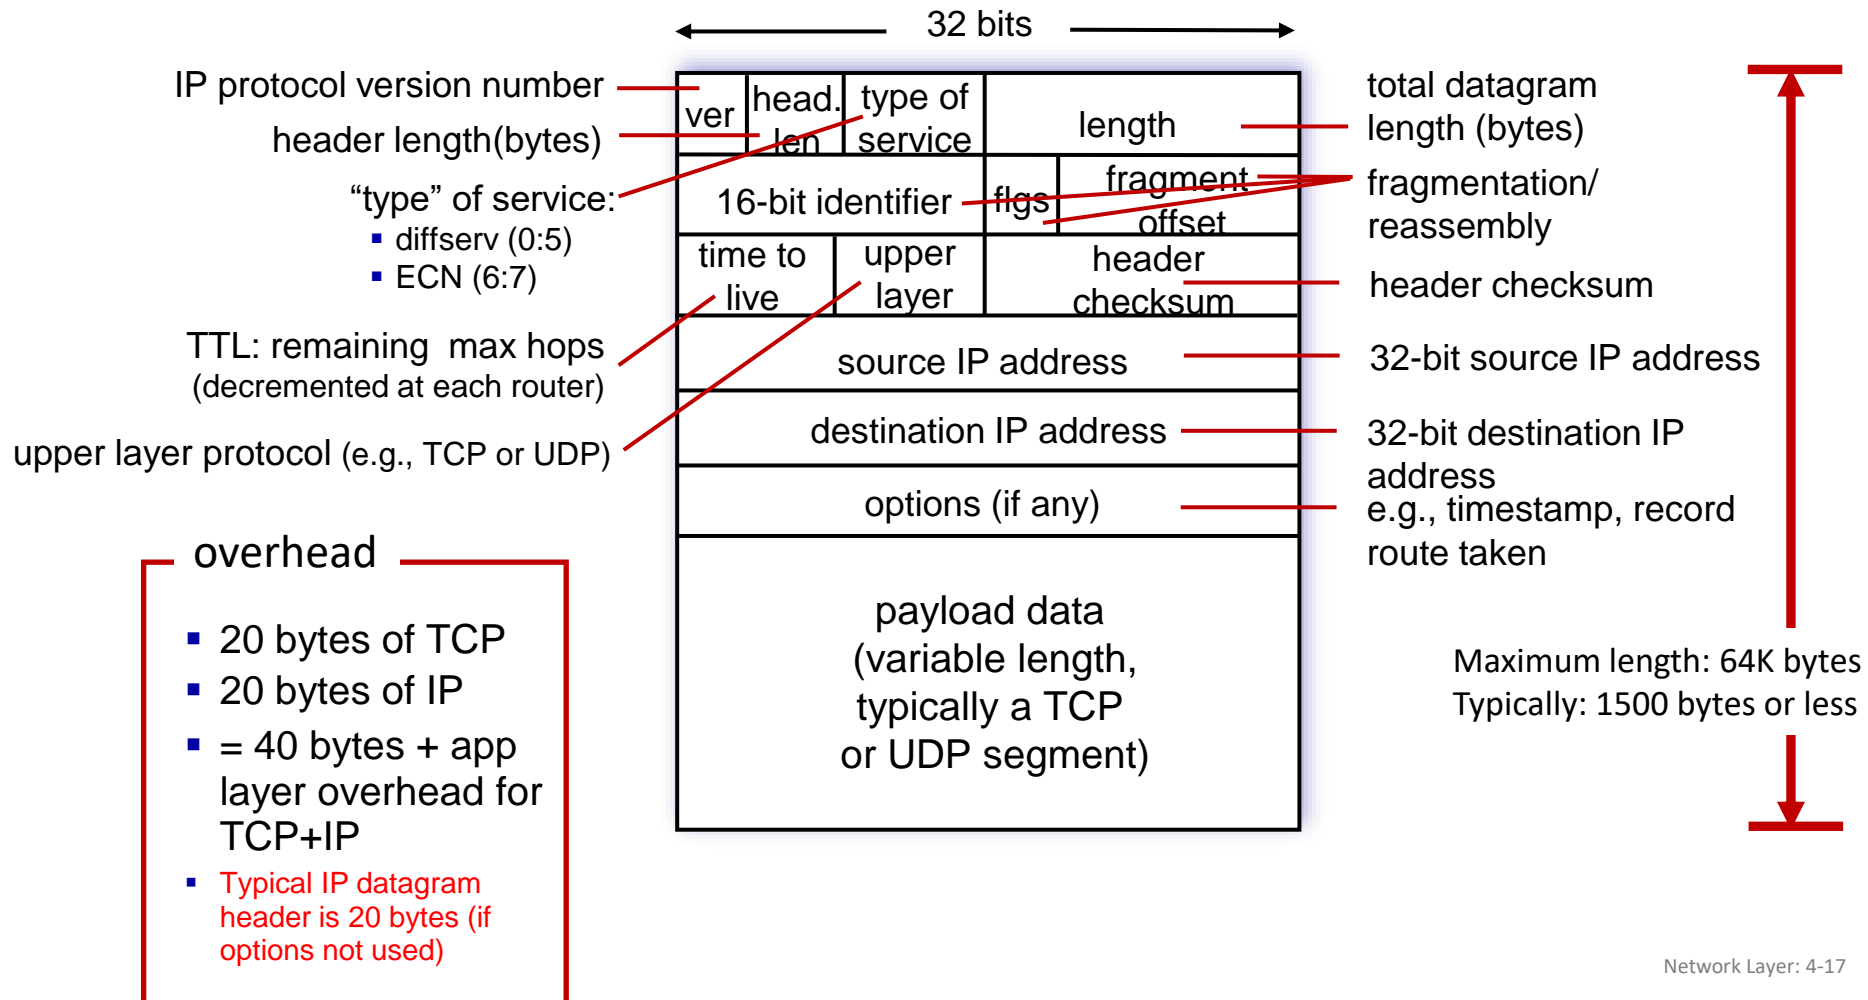 32 bits
IP protocol version number
header length(bytes)
“type” of service:
▪ diffserv (0:5)
▪ ECN (6:7)
TTL: remaining max hops
(decremented at each router)
upper layer protocol (e.g., TCP or UDP)
ver
head.
len
type of
service
length
16-bit identifier
flgs
fragment
offset
time to
live
upper
layer
header
checksum
source IP address
destination IP address
options (if any)
payload data
(variable length,
typically a TCP
or UDP segment)
total datagram
length (bytes)
fragmentation/
reassembly
header checksum
32-bit source IP address
32-bit destination IP
address
e.g., timestamp, record
route taken
Maximum length: 64K bytes
Typically: 1500 bytes or less
overhead
▪ 20 bytes of TCP
▪ 20 bytes of IP
▪ = 40 bytes + app
layer overhead for
TCP+IP
▪ Typical IP datagram
header is 20 bytes (if
options not used)
Network Layer: 4-17